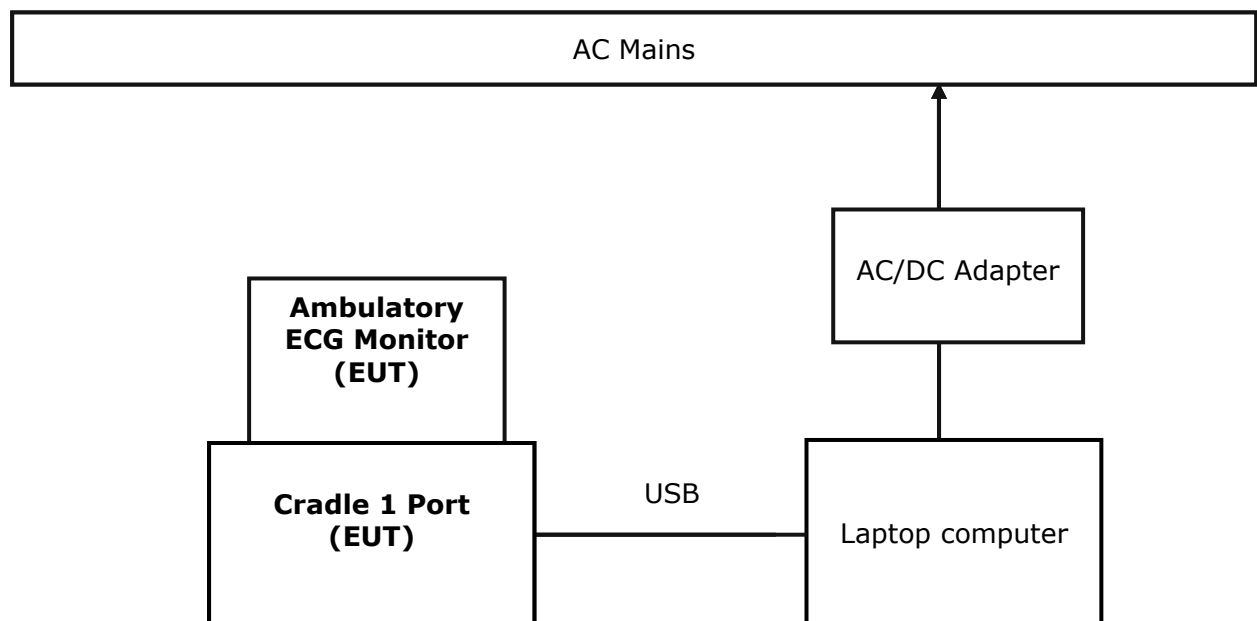 AC Mains
AC/DC Adapter
Ambulatory
ECG Monitor
(EUT)
Cradle 1 Port
(EUT)
USB
Laptop computer